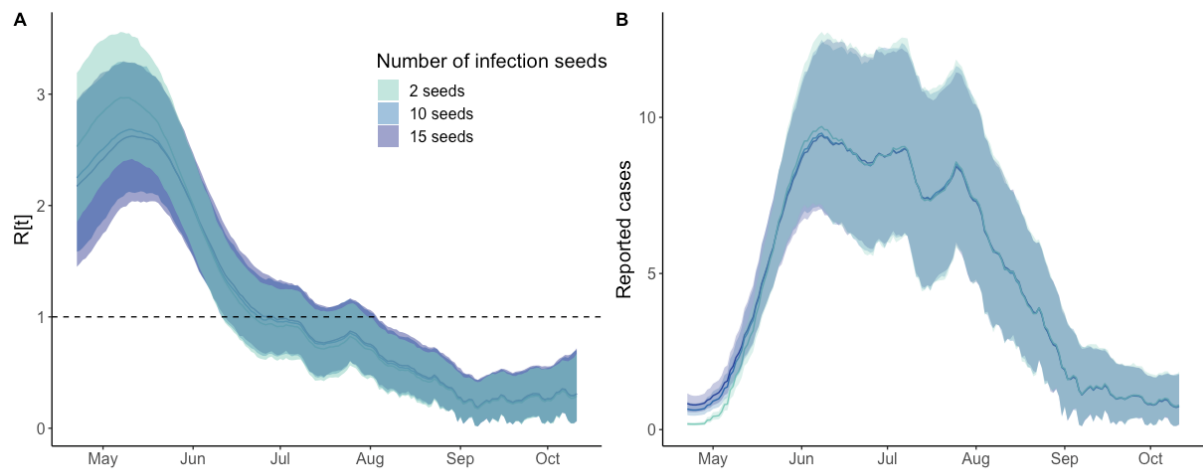 A
B
Number of infection seeds
2 seeds
10 seeds
15 seeds
R[t]
3
2
1
0
May Jun Jul Aug Sep Oct
Reported cases
10
5
0
May Jun Jul Aug Sep Oct